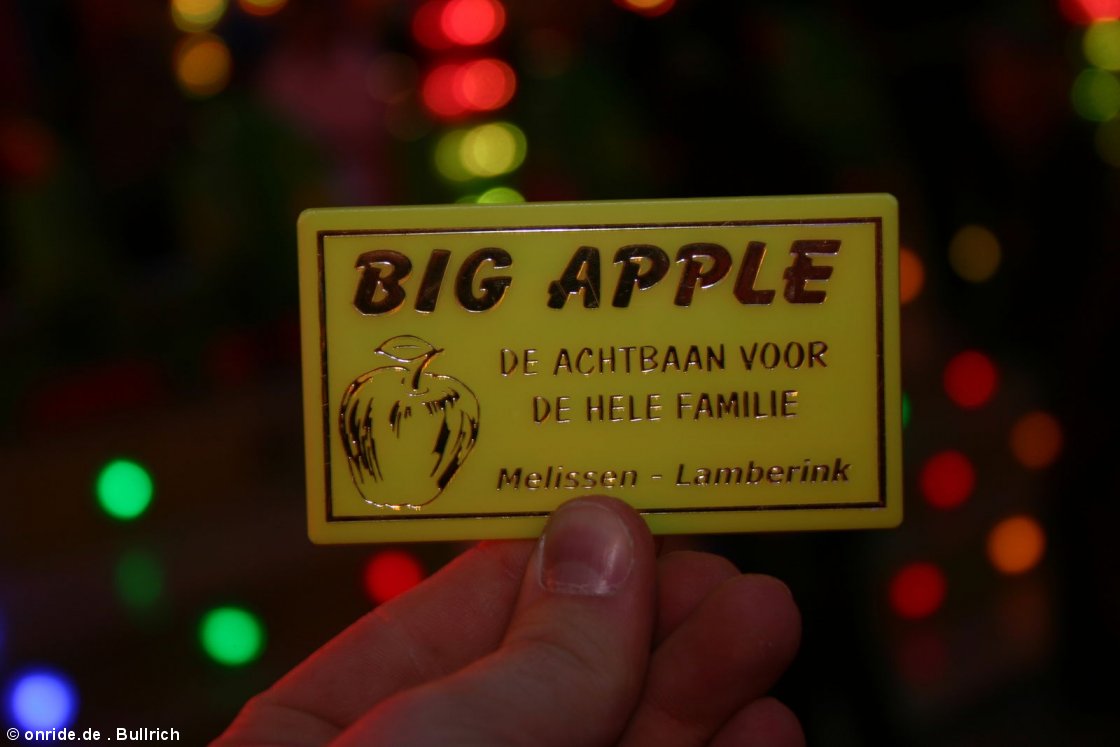 BIG APPLE
DE ACHTBAAN VOOR
DE HELE FAMILIE
Melissen - Lamberink
© onride.de . Bullrich